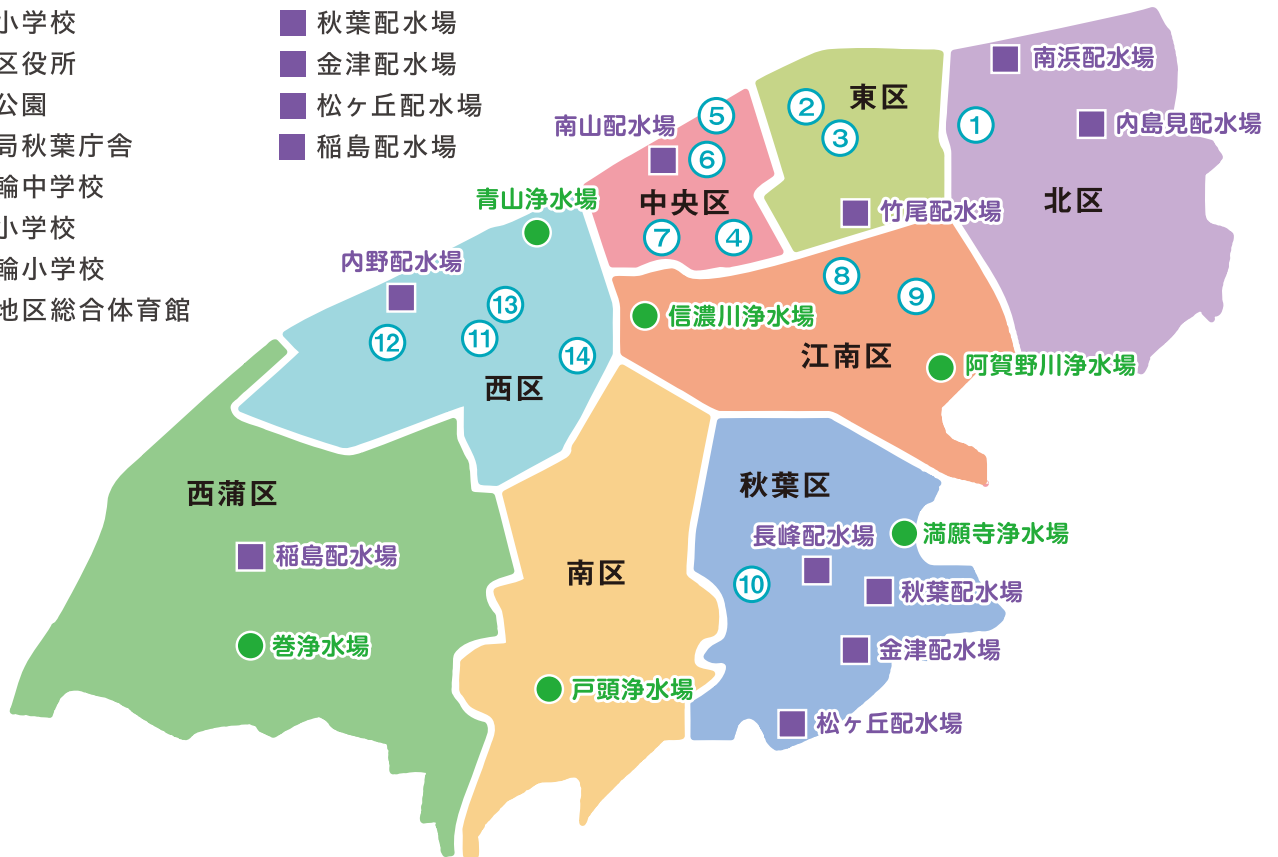 小学校
区役所
公園
局秋葉庁舎
輪中学校
小学校
輪小学校
地区総合体育館
秋葉配水場
金津配水場
松ヶ丘配水場
稲島配水場
南浜配水場
内島見配水場
①
北区
東区
②
③
竹尾配水場
南山配水場
⑤
⑥
中央区
⑦
④
青山浄水場
内野配水場
⑬
⑪
⑫
⑭
西区
⑧
⑨
信濃川浄水場
江南区
阿賀野川浄水場
西蒲区
稲島配水場
巻浄水場
南区
戸頭浄水場
秋葉区
長峰配水場
満願寺浄水場
⑩
秋葉配水場
金津配水場
松ヶ丘配水場